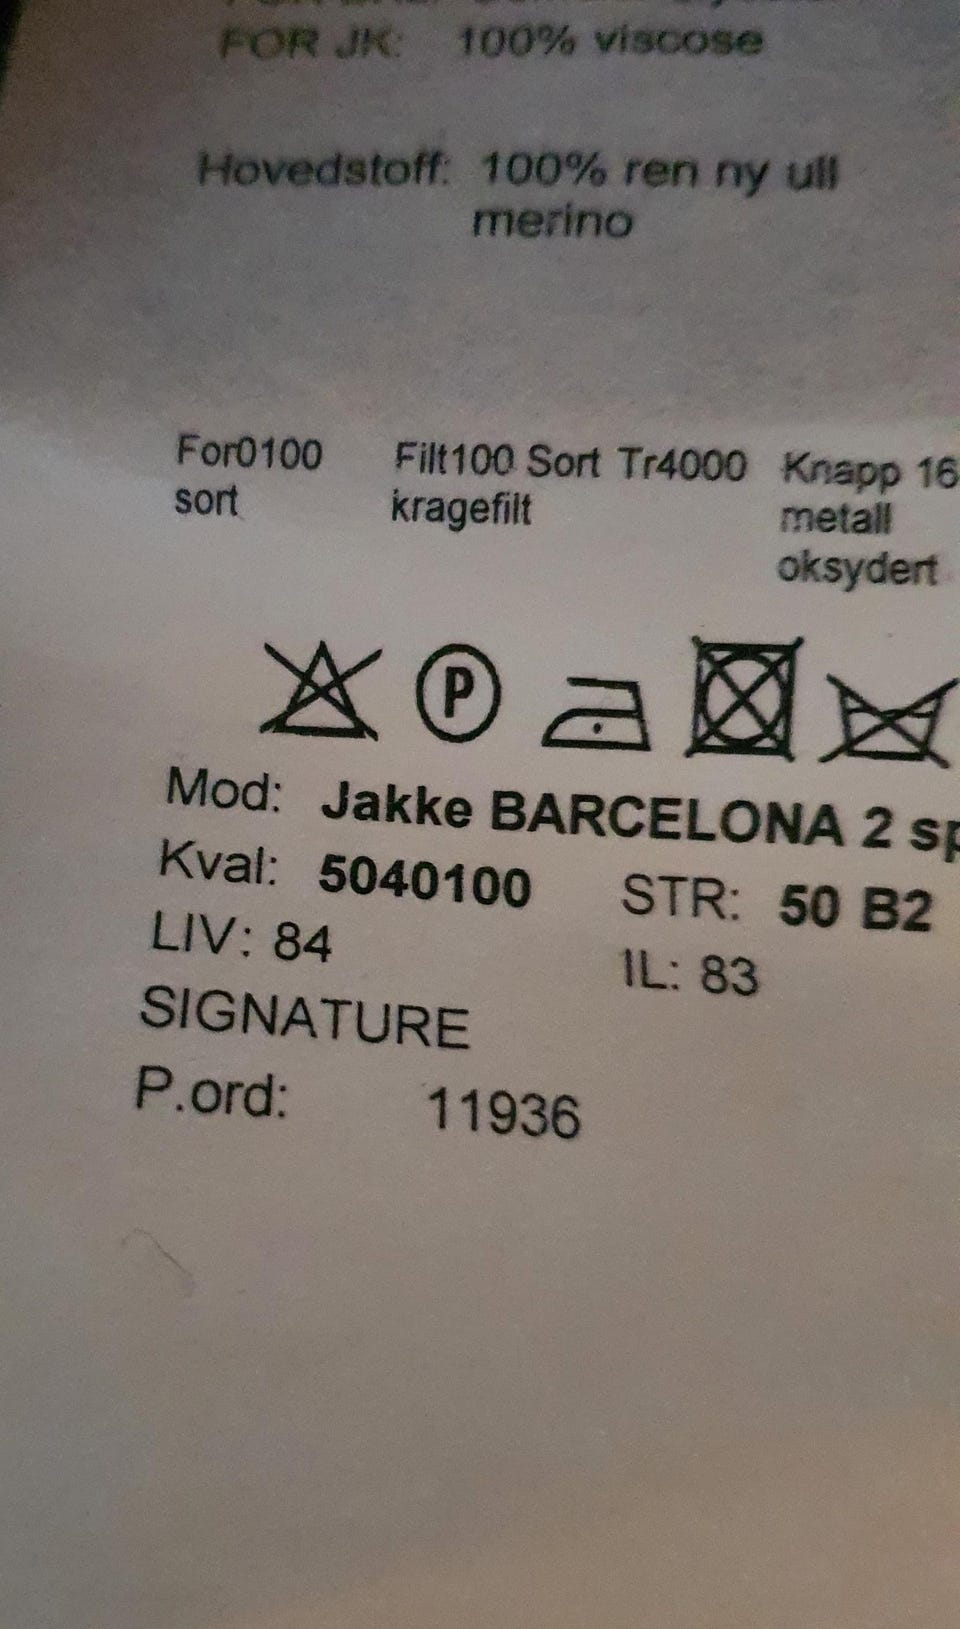 FOR JK: 100% viscose
Hovedstoff: 100% ren ny ull
merino
For0100 Filt100 Sort Tr4000 Knapp 16
sort kragefilt metall
oksydert
P
Mod: Jakke BARCELONA 2 sp
Kval: 5040100 STR: 50 B2
LIV: 84 IL: 83
SIGNATURE
P.ord: 11936